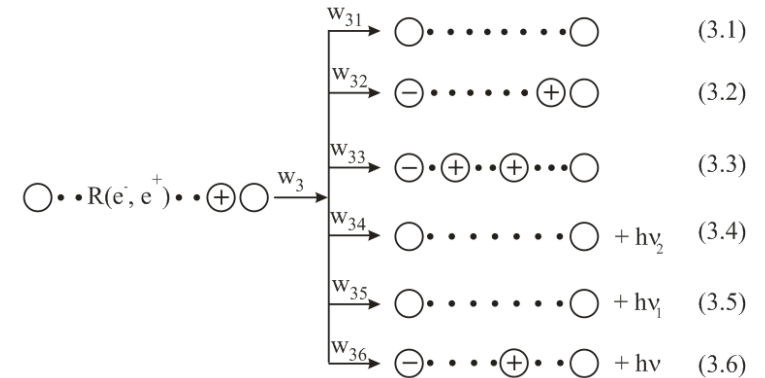 w31 (3.1)
w32 − + (3.2)
w33 − + + (3.3)
R(e-, e+) + w3
w34 + hν2 (3.4)
w35 + hν1 (3.5)
w36 − + + hν (3.6)